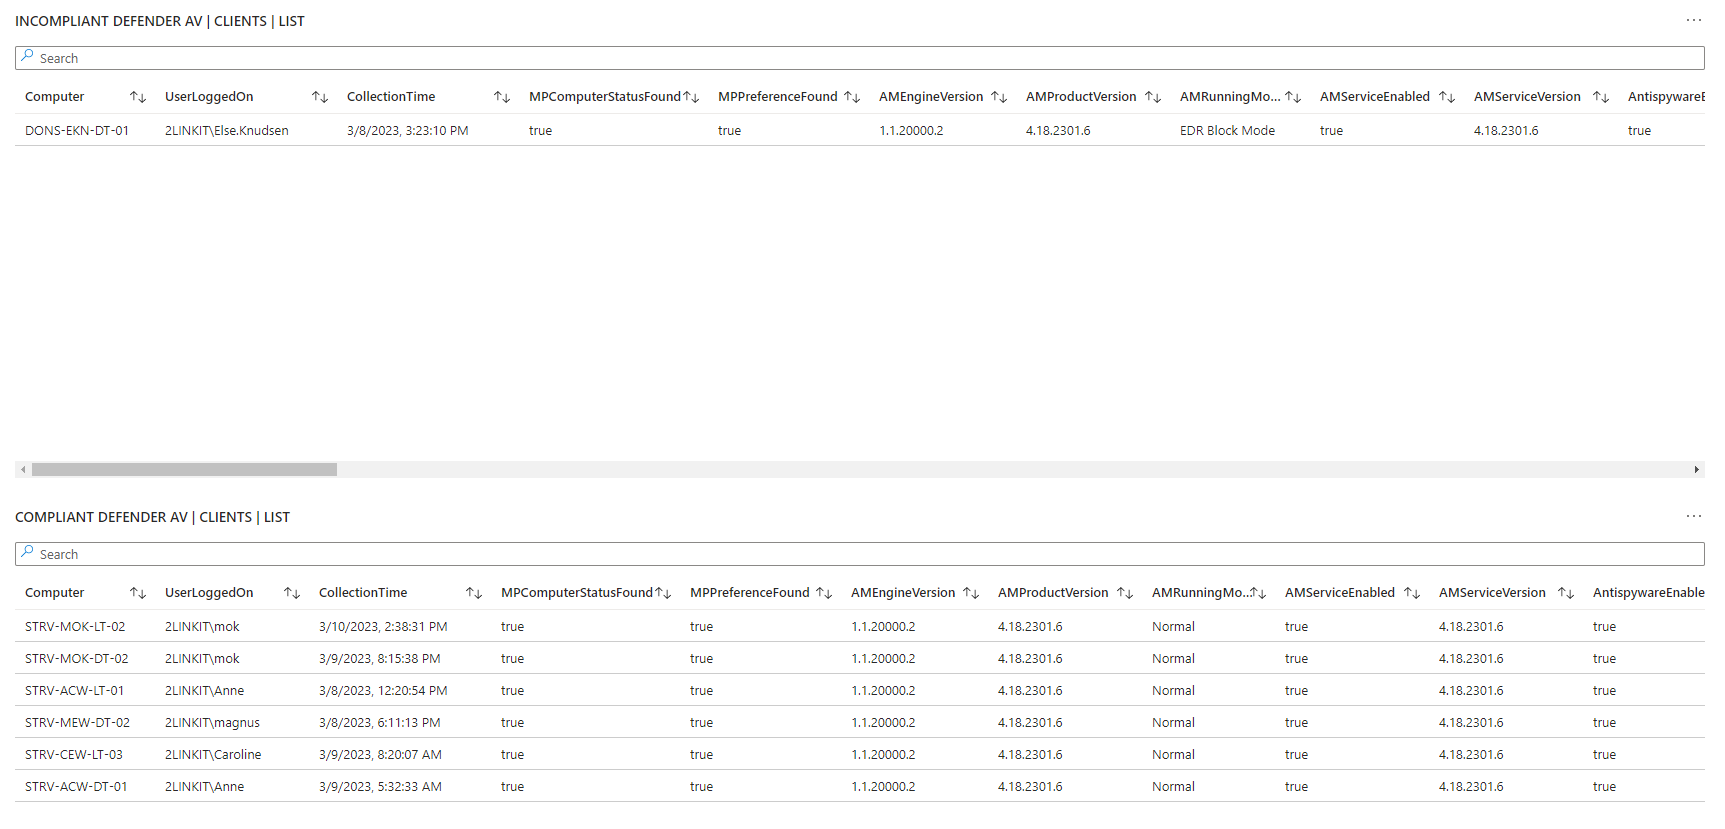 INCOMPLIANT DEFENDER AV | CLIENTS | LIST
Search
Computer UserLoggedOn CollectionTime MPComputerStatusFound MPPreferenceFound AMEngineVersion AMProductVersion AMRunningMo... AMServiceEnabled AMServiceVersion AntispywareE
DONS-EKN-DT-01 2LINKIT\Else.Knudsen 3/8/2023, 3:23:10 PM true true 1.1.20000.2 4.18.2301.6 EDR Block Mode true 4.18.2301.6 true
COMPLIANT DEFENDER AV | CLIENTS | LIST
Search
Computer UserLoggedOn CollectionTime MPComputerStatusFound MPPreferenceFound AMEngineVersion AMProductVersion AMRunningMo... AMServiceEnabled AMServiceVersion AntispywareEnable
STRV-MOK-LT-02 2LINKIT\mok 3/10/2023, 2:38:31 PM true true 1.1.20000.2 4.18.2301.6 Normal true 4.18.2301.6 true
STRV-MOK-DT-02 2LINKIT\mok 3/9/2023, 8:15:38 PM true true 1.1.20000.2 4.18.2301.6 Normal true 4.18.2301.6 true
STRV-ACW-LT-01 2LINKIT\Anne 3/8/2023, 12:20:54 PM true true 1.1.20000.2 4.18.2301.6 Normal true 4.18.2301.6 true
STRV-MEW-DT-02 2LINKIT\magnus 3/8/2023, 6:11:13 PM true true 1.1.20000.2 4.18.2301.6 Normal true 4.18.2301.6 true
STRV-CEW-LT-03 2LINKIT\Caroline 3/9/2023, 8:20:07 AM true true 1.1.20000.2 4.18.2301.6 Normal true 4.18.2301.6 true
STRV-ACW-DT-01 2LINKIT\Anne 3/9/2023, 5:32:33 AM true true 1.1.20000.2 4.18.2301.6 Normal true 4.18.2301.6 true